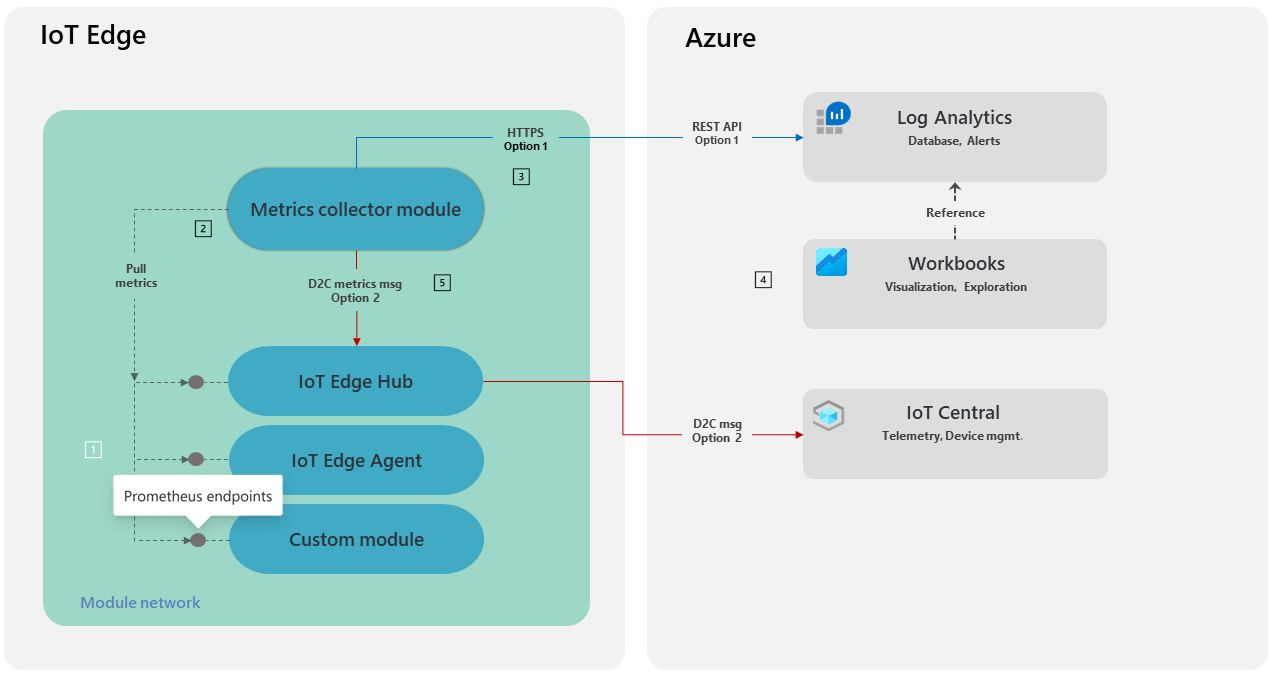 IoT Edge
HTTPS
Option 1
3
Metrics collector module
2
Pull
metrics
D2C metrics msg
Option 2
5
IoT Edge Hub
1
IoT Edge Agent
Prometheus endpoints
Custom module
Module network
Azure
REST API
Option 1
Log Analytics
Database, Alerts
Reference
4
Workbooks
Visualization, Exploration
D2C msg
Option 2
IoT Central
Telemetry, Device mgmt.